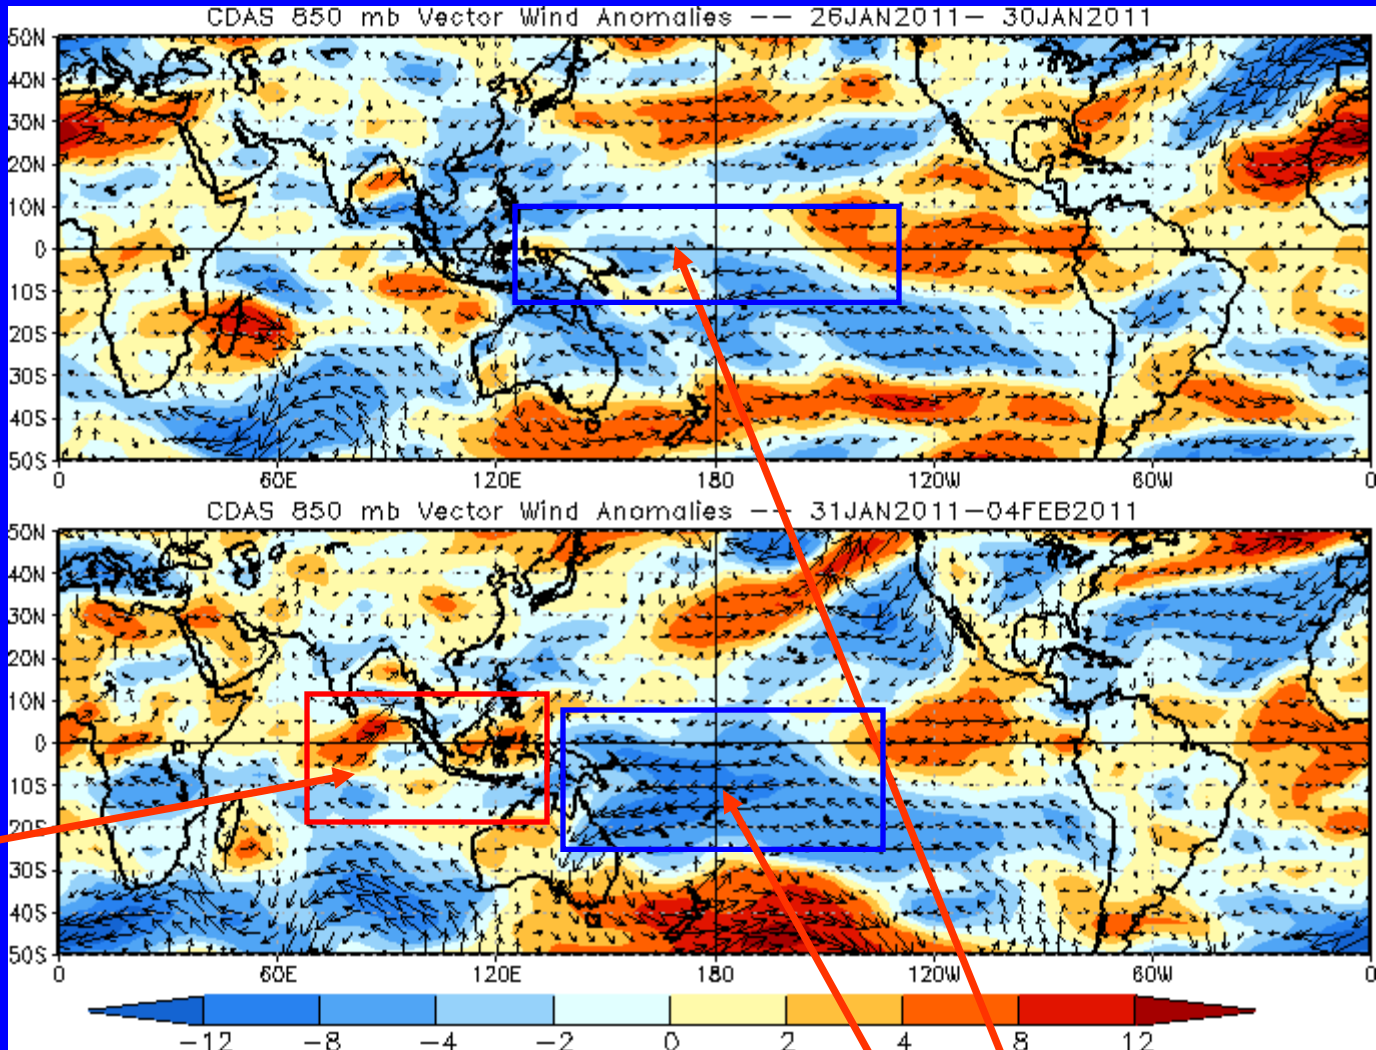 CDAS 850 mb Vector Wind Anomalies -- 26JAN2011- 30JAN2011
50N
40N
30N
20N
10N
0
10S
20S
30S
40S
50S
0 60E 120E 180 120W 60W 0
CDAS 850 mb Vector Wind Anomalies -- 31JAN2011-04FEB2011
50N
40N
30N
20N
10N
0
10S
20S
30S
40S
50S
0 60E 120E 180 120W 60W 0
-12 -8 -4 -2 0 2 4 8 12